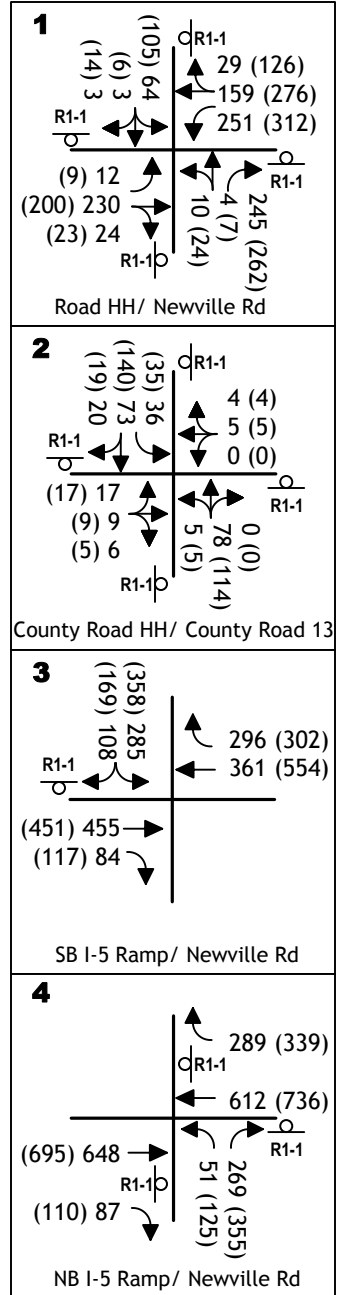 1
(105) 64
(6) 3
(14) 3
R1-1
29 (126)
159 (276)
251 (312)
R1-1
R1-1
(9) 12
(200) 230
(23) 24
R1-1
10 (24)
4 (7)
245 (262)
Road HH/ Newville Rd
2
(35) 36
(140) 73
(19) 20
R1-1
4 (4)
5 (5)
0 (0)
R1-1
R1-1
(17) 17
(9) 9
(5) 6
R1-1
5 (5)
78 (114)
0 (0)
County Road HH/ County Road 13
3
(358) 285
(169) 108
R1-1
296 (302)
361 (554)
(451) 455
(117) 84
SB I-5 Ramp/ Newville Rd
4
289 (339)
R1-1
612 (736)
R1-1
(695) 648
R1-1
(110) 87
51 (125)
269 (355)
NB I-5 Ramp/ Newville Rd